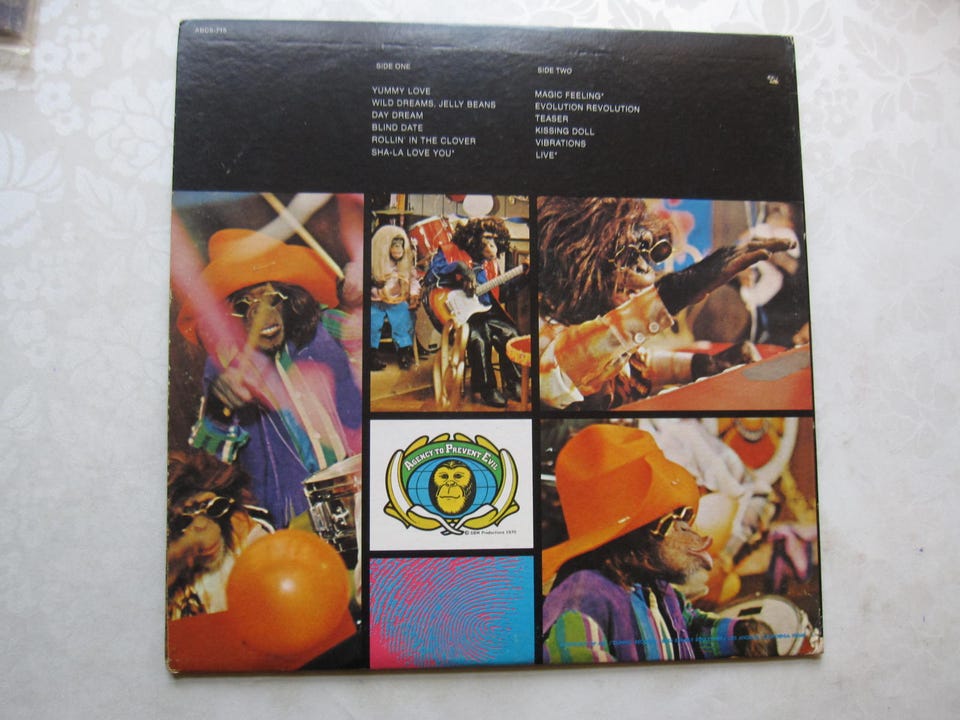 ABCS-715
SIDE ONE
YUMMY LOVE
WILD DREAMS, JELLY BEANS
DAY DREAM
BLIND DATE
ROLLIN' IN THE CLOVER
SHA-LA LOVE YOU*
SIDE TWO
MAGIC FEELING*
EVOLUTION REVOLUTION
TEASER
KISSING DOLL
VIBRATIONS
LIVE*
AGENCY TO PREVENT EVIL
Productions 1970